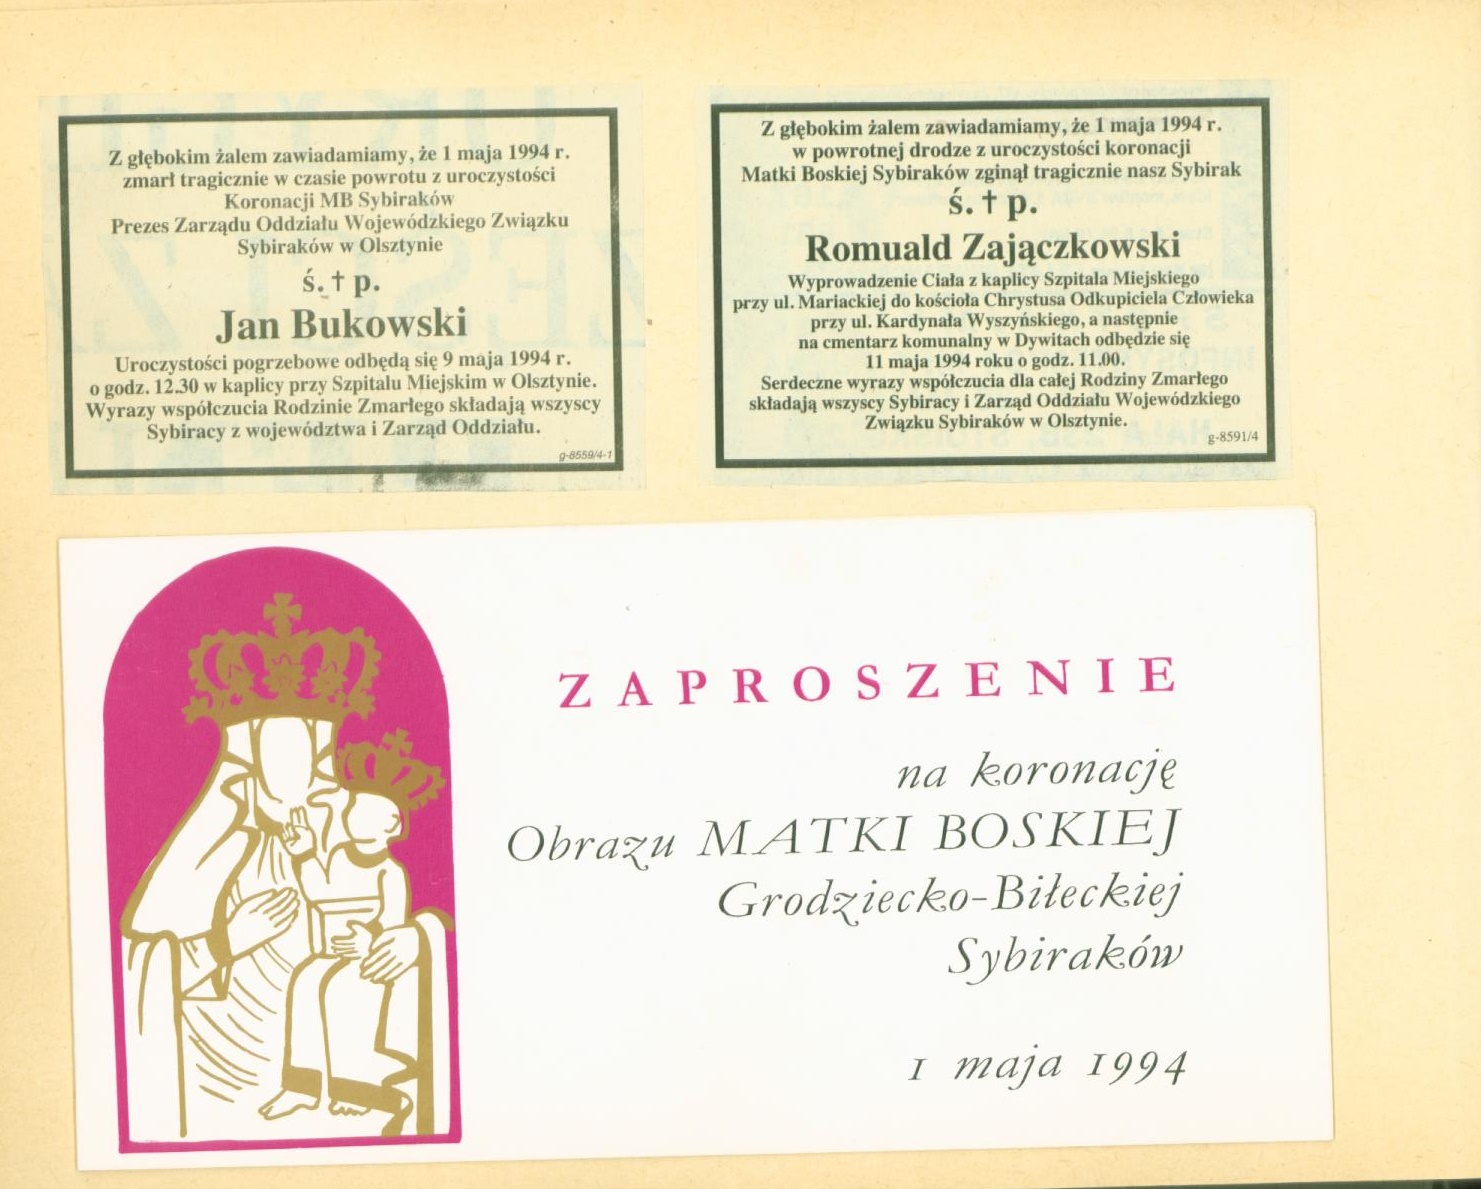 Z głębokim żalem zawiadamiamy, że 1 maja 1994 r.
zmarł tragicznie w czasie powrotu z uroczystości
Koronacji MB Sybiraków
Prezes Zarządu Oddziału Wojewódzkiego Związku
Sybiraków w Olsztynie
ś. † p.
Jan Bukowski
Uroczystości pogrzebowe odbędą się 9 maja 1994 r.
o godz. 12.30 w kaplicy przy Szpitalu Miejskim w Olsztynie.
Wyrazy współczucia Rodzinie Zmarłego składają wszyscy
Sybiracy z województwa i Zarząd Oddziału.
g-8559/4-1
Z głębokim żalem zawiadamiamy, że 1 maja 1994 r.
w powrotnej drodze z uroczystości koronacji
Matki Boskiej Sybiraków zginął tragicznie nasz Sybirak
ś. † p.
Romuald Zajączkowski
Wyprowadzenie Ciała z kaplicy Szpitala Miejskiego
przy ul. Mariackiej do kościoła Chrystusa Odkupiciela Człowieka
przy ul. Kardynała Wyszyńskiego, a następnie
na cmentarz komunalny w Dywitach odbędzie się
11 maja 1994 roku o godz. 11.00.
Serdeczne wyrazy współczucia dla całej Rodziny Zmarłego
składają wszyscy Sybiracy i Zarząd Oddziału Wojewódzkiego
Związku Sybiraków w Olsztynie.
g-8591/4
ZAPROSZENIE
na koronację
Obrazu MATKI BOSKIEJ
Grodziecko-Biłeckiej
Sybiraków
1 maja 1994